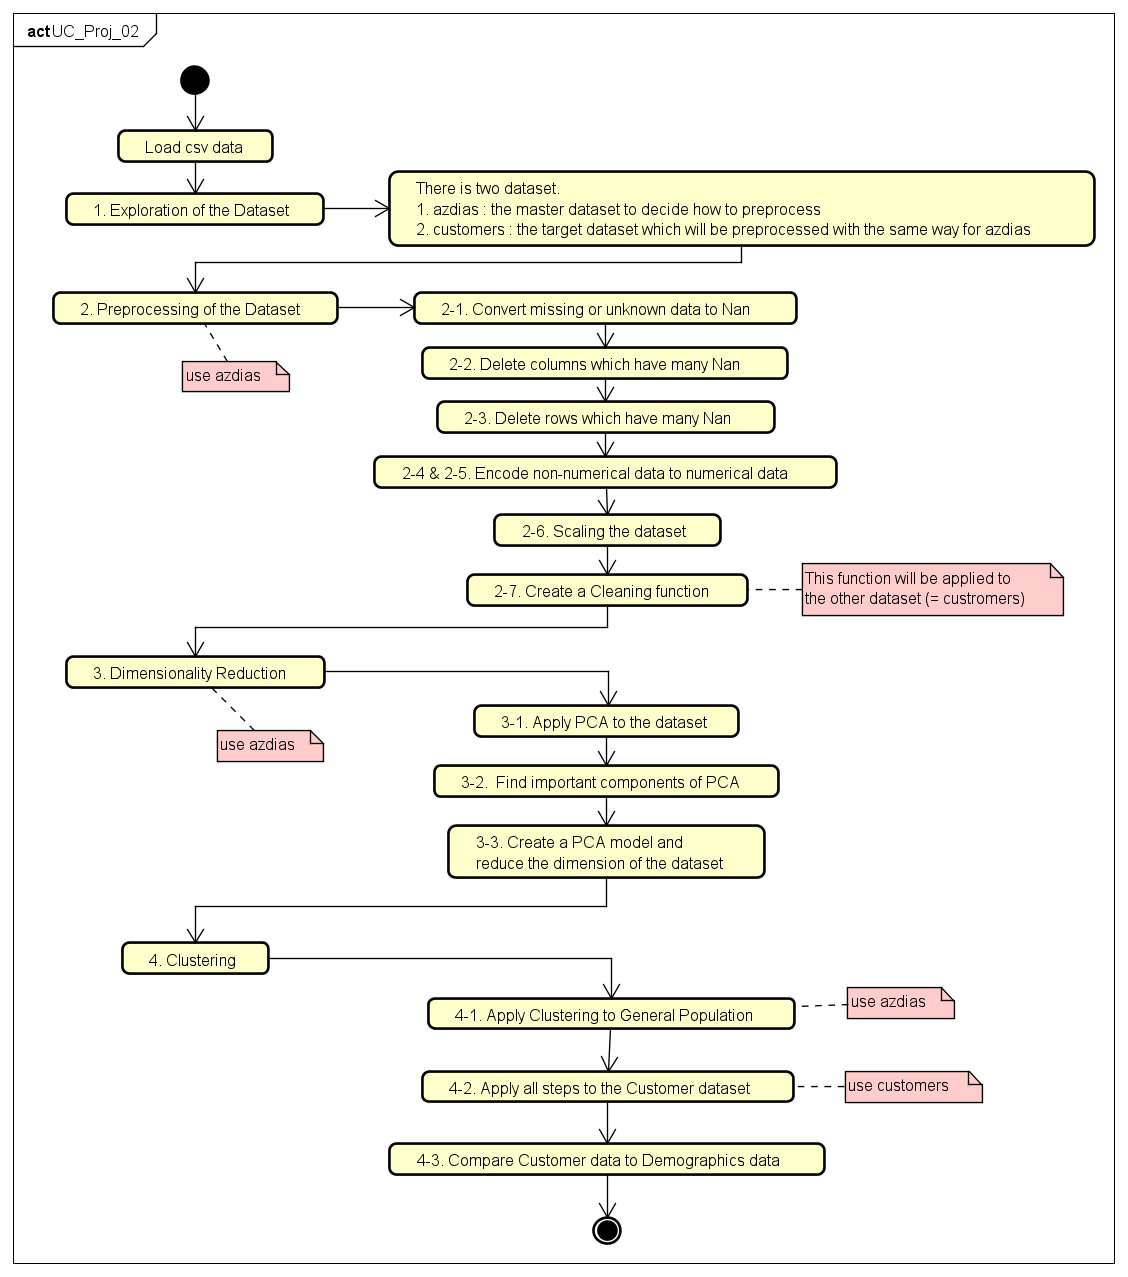 act UC_Proj_02
Load csv data
1. Exploration of the Dataset
There is two dataset.
1. azdias : the master dataset to decide how to preprocess
2. customers : the target dataset which will be preprocessed with the same way for azdias
2. Preprocessing of the Dataset
use azdias
2-1. Convert missing or unknown data to Nan
2-2. Delete columns which have many Nan
2-3. Delete rows which have many Nan
2-4 & 2-5. Encode non-numerical data to numerical data
2-6. Scaling the dataset
2-7. Create a Cleaning function
This function will be applied to
the other dataset (= custromers)
3. Dimensionality Reduction
use azdias
3-1. Apply PCA to the dataset
3-2.  Find important components of PCA
3-3. Create a PCA model and
reduce the dimension of the dataset
4. Clustering
4-1. Apply Clustering to General Population
use azdias
4-2. Apply all steps to the Customer dataset
use customers
4-3. Compare Customer data to Demographics data